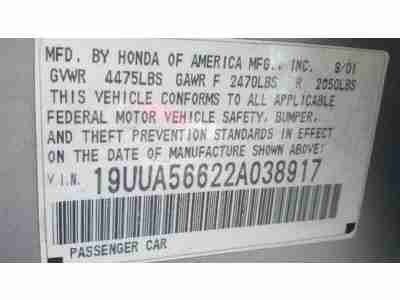 MFD. BY HONDA OF AMERICA MFG., INC. 8/01
GVWR 4475LBS GAWR F 2470LBS R 2050LBS
THIS VEHICLE CONFORMS TO ALL APPLICABLE
FEDERAL MOTOR VEHICLE SAFETY, BUMPER,
AND THEFT PREVENTION STANDARDS IN EFFECT
ON THE DATE OF MANUFACTURE SHOWN ABOVE!
V.I.N. 19UUA56622A038917
PASSENGER CAR